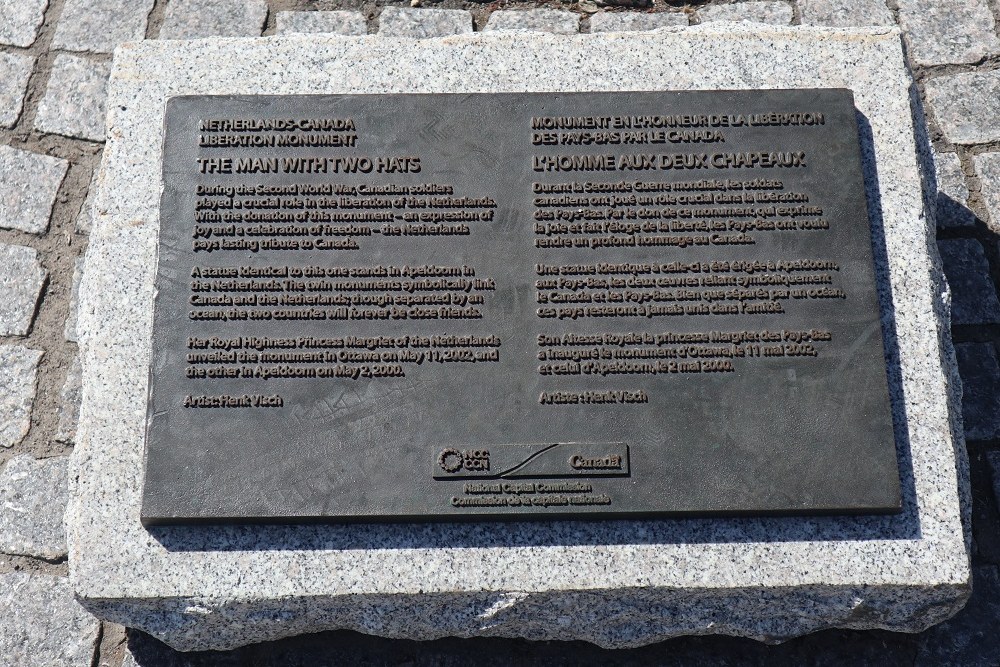 NETHERLANDS-CANADA
LIBERATION MONUMENT
THE MAN WITH TWO HATS
During the Second World War, Canadian soldiers
played a crucial role in the liberation of the Netherlands.
With the donation of this monument – an expression of
joy and a celebration of freedom – the Netherlands
pays lasting tribute to Canada.
A statue identical to this one stands in Apeldoorn in
the Netherlands. The twin monuments symbolically link
Canada and the Netherlands; though separated by an
ocean, the two countries will forever be close friends.
Her Royal Highness Princess Margriet of the Netherlands
unveiled the monument in Ottawa on May 11, 2002, and
the other in Apeldoorn on May 2, 2000.
Artist: Henk Visch
MONUMENT EN L'HONNEUR DE LA LIBÉRATION
DES PAYS-BAS PAR LE CANADA
L'HOMME AUX DEUX CHAPEAUX
Durant la Seconde Guerre mondiale, les soldats
canadiens ont joué un rôle crucial dans la libération
des Pays-Bas. Par le don de ce monument, qui exprime
la joie et fait l'éloge de la liberté, les Pays-Bas ont voulu
rendre un profond hommage au Canada.
Une statue identique à celle-ci a été érigée à Apeldoorn,
aux Pays-Bas, les deux œuvres reliant symboliquement
le Canada et les Pays-Bas. Bien que séparés par un océan,
ces pays resteront à jamais unis dans l'amitié.
Son Altesse Royale la princesse Margriet des Pays-Bas
a inauguré le monument d'Ottawa, le 11 mai 2002,
et celui d'Apeldoorn, le 2 mai 2000.
Artiste : Henk Visch
NCC
CCN
Canada
National Capital Commission
Commission de la capitale nationale